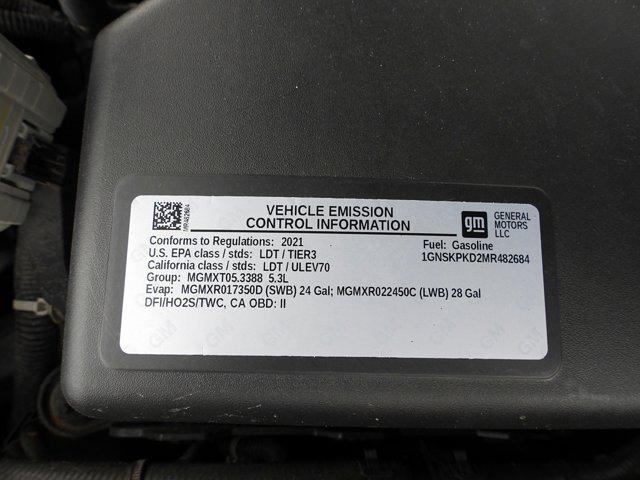 VEHICLE EMISSION
CONTROL INFORMATION
MR482684
gm
GENERAL
MOTORS
LLC
Conforms to Regulations: 2021
Fuel: Gasoline
U.S. EPA class / stds: LDT / TIER3
1GNSKPKD2MR482684
California class / stds: LDT / ULEV70
Group: MGMXT05.3388 5.3L
Evap: MGMXR017350D (SWB) 24 Gal; MGMXR022450C (LWB) 28 Gal
DFI/HO2S/TWC, CA OBD: II